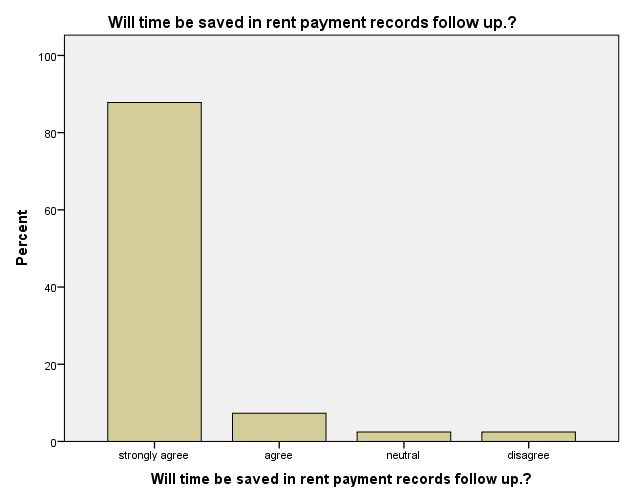 Will time be saved in rent payment records follow up.?
100
80
60
40
20
0
Percent
strongly agree
agree
neutral
disagree
Will time be saved in rent payment records follow up.?